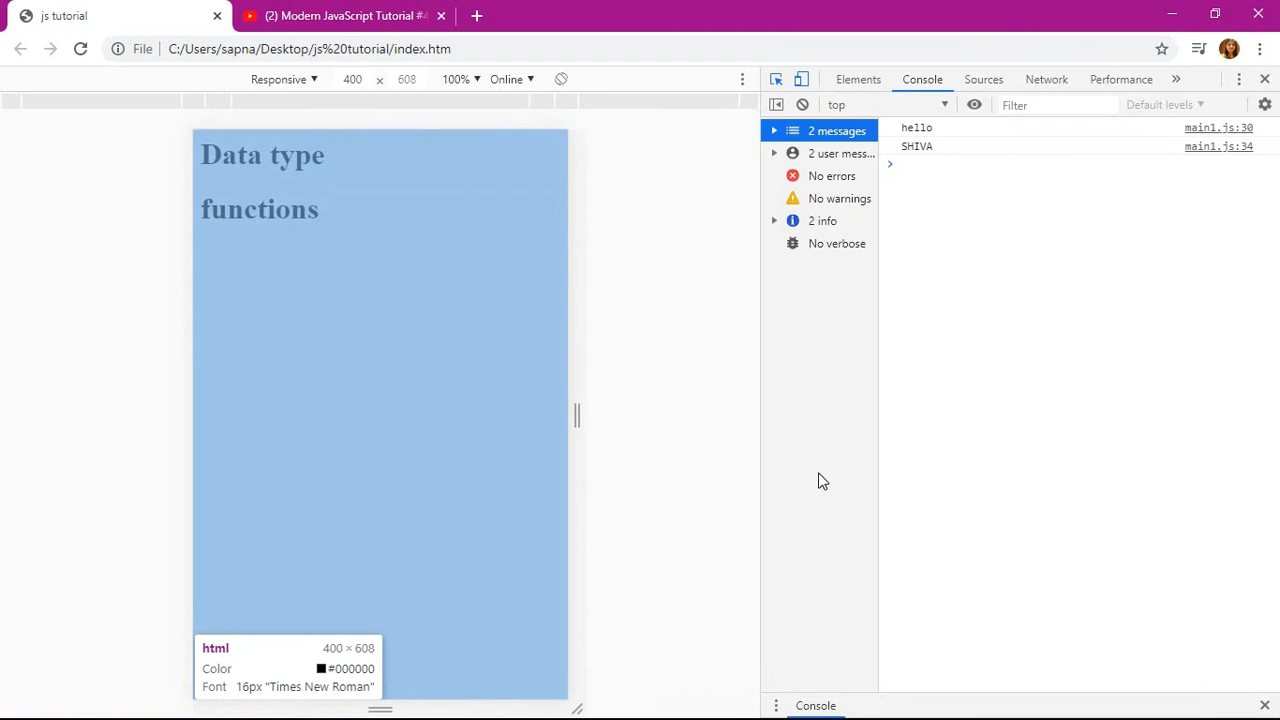 js tutorial
(2) Modern JavaScript Tutorial #4
File
C:/Users/sapna/Desktop/js%20tutorial/index.htm
Responsive
400 × 608
100%
Online
Elements
Console
Sources
Network
Performance
»
top
Filter
Default levels
2 messages
2 user mess...
No errors
No warnings
2 info
No verbose
hello main1.js:30
SHIVA main1.js:34
Data type
functions
html 400 × 608
Color #000000
Font 16px "Times New Roman"
Console